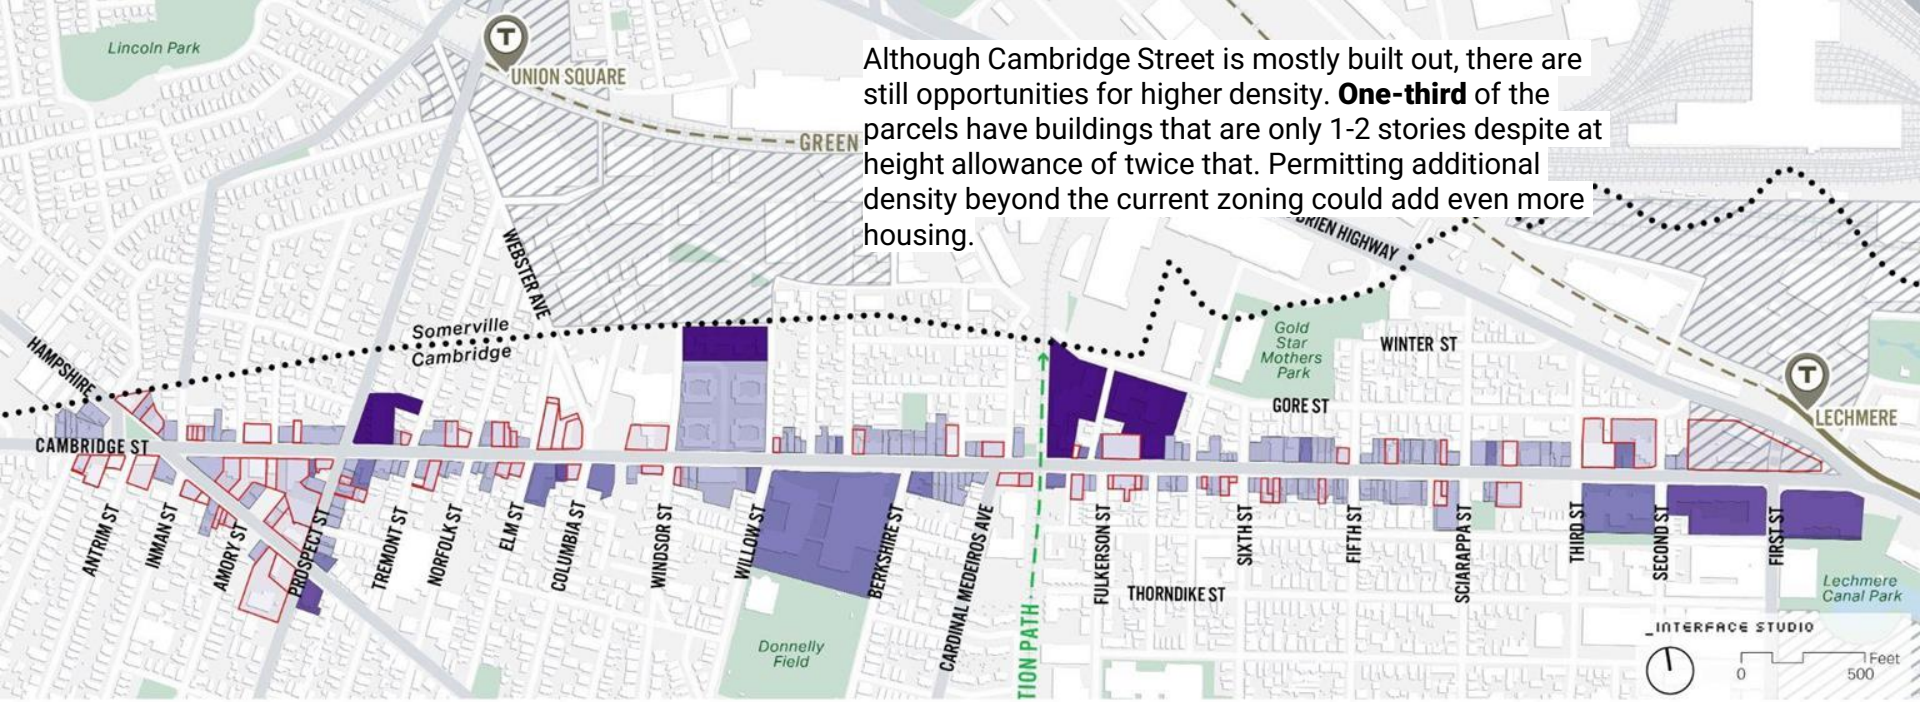 Lincoln Park
T
UNION SQUARE
GREEN
Although Cambridge Street is mostly built out, there are
still opportunities for higher density. One-third of the
parcels have buildings that are only 1-2 stories despite at
height allowance of twice that. Permitting additional
density beyond the current zoning could add even more
housing.
HIGHWAY
WEBSTER AVE
Somerville
Cambridge
HAMPSHIRE
CAMBRIDGE ST
Gold
Star
Mothers
Park
WINTER ST
GORE ST
T
LECHMERE
ANTRIM ST
INMAN ST
AMORY ST
PROSPECT ST
TREMONT ST
NORFOLK ST
ELM ST
COLUMBIA ST
WINDSOR ST
WILLOW ST
BERKSHIRE ST
CARDINAL MEDEIROS AVE
TION PATH
FULKERSON ST
THORNDIKE ST
SIXTH ST
FIFTH ST
SCIARAPPA ST
THIRD ST
SECOND ST
FIRST ST
Donnelly
Field
Lechmere
Canal Park
_INTERFACE STUDIO
Feet
0 500